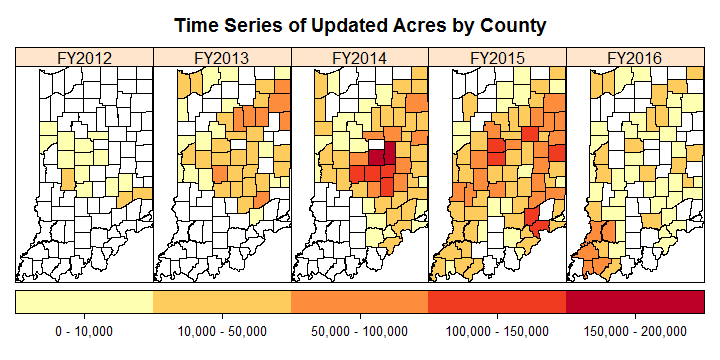 Time Series of Updated Acres by County
FY2012 FY2013 FY2014 FY2015 FY2016
0 - 10,000 10,000 - 50,000 50,000 - 100,000 100,000 - 150,000 150,000 - 200,000